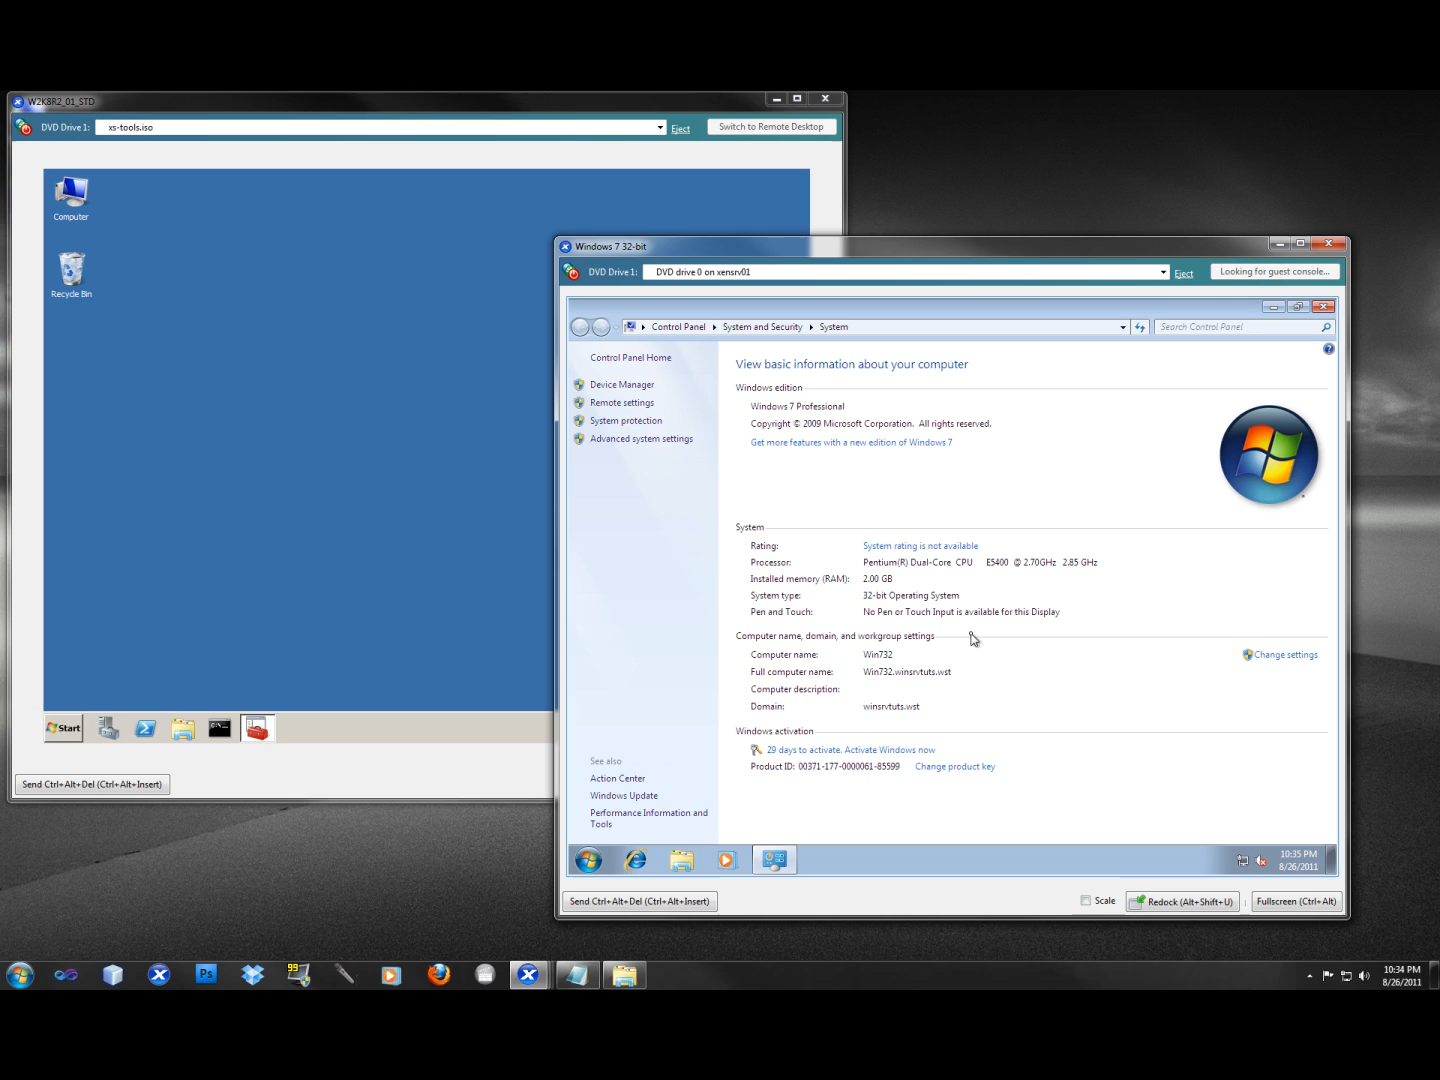 W2K8R2_01_STD
DVD Drive 1: xs-tools.iso Eject Switch to Remote Desktop
Computer
Recycle Bin
Start
Send Ctrl+Alt+Del (Ctrl+Alt+Insert)
Windows 7 32-bit
DVD Drive 1: DVD drive 0 on xensrv01 Eject Looking for guest console...
Control Panel System and Security System Search Control Panel
Control Panel Home
Device Manager
Remote settings
System protection
Advanced system settings
See also
Action Center
Windows Update
Performance Information and
Tools
View basic information about your computer
Windows edition
Windows 7 Professional
Copyright © 2009 Microsoft Corporation. All rights reserved.
Get more features with a new edition of Windows 7
System
Rating: System rating is not available
Processor: Pentium(R) Dual-Core CPU E5400 @ 2.70GHz 2.85 GHz
Installed memory (RAM): 2.00 GB
System type: 32-bit Operating System
Pen and Touch: No Pen or Touch Input is available for this Display
Computer name, domain, and workgroup settings
Computer name: Win732 Change settings
Full computer name: Win732.winsrvtuts.wst
Computer description:
Domain: winsrvtuts.wst
Windows activation
29 days to activate. Activate Windows now
Product ID: 00371-177-0000061-85599 Change product key
10:35 PM
8/26/2011
Send Ctrl+Alt+Del (Ctrl+Alt+Insert) Scale Redock (Alt+Shift+U) Fullscreen (Ctrl+Alt)
Ps
99
10:34 PM
8/26/2011